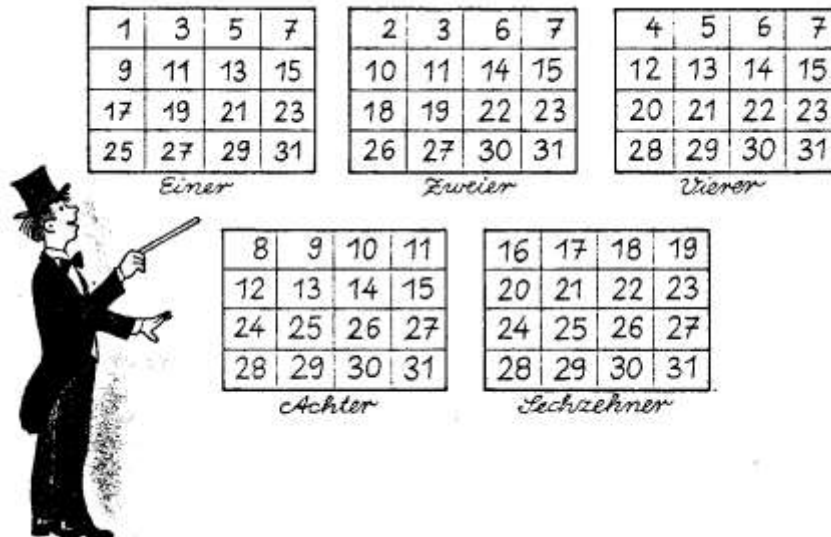 1 3 5 7
9 11 13 15
17 19 21 23
25 27 29 31
Einer
2 3 6 7
10 11 14 15
18 19 22 23
26 27 30 31
Zweier
4 5 6 7
12 13 14 15
20 21 22 23
28 29 30 31
Vierer
8 9 10 11
12 13 14 15
24 25 26 27
28 29 30 31
Achter
16 17 18 19
20 21 22 23
24 25 26 27
28 29 30 31
Sechzehner